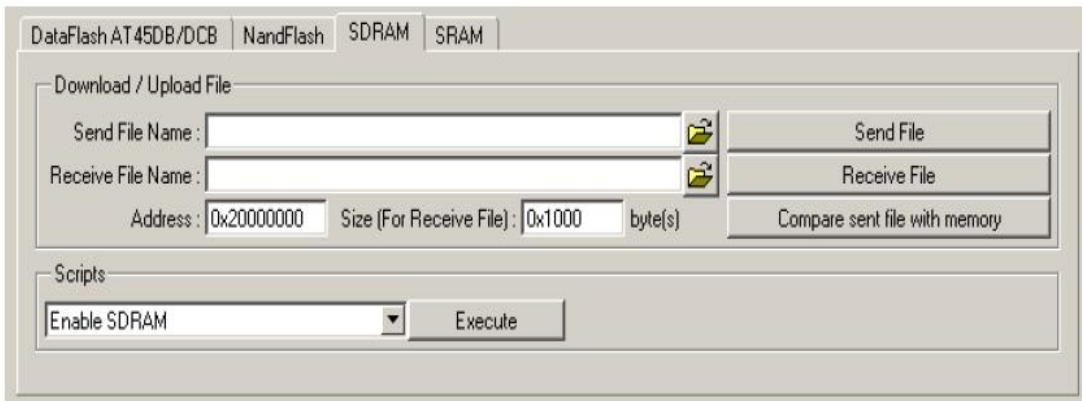 DataFlash AT45DB/DCB NandFlash SDRAM SRAM
Download / Upload File
Send File Name : Send File
Receive File Name : Receive File
Address : 0x20000000 Size (For Receive File) : 0x1000 byte(s) Compare sent file with memory
Scripts
Enable SDRAM Execute